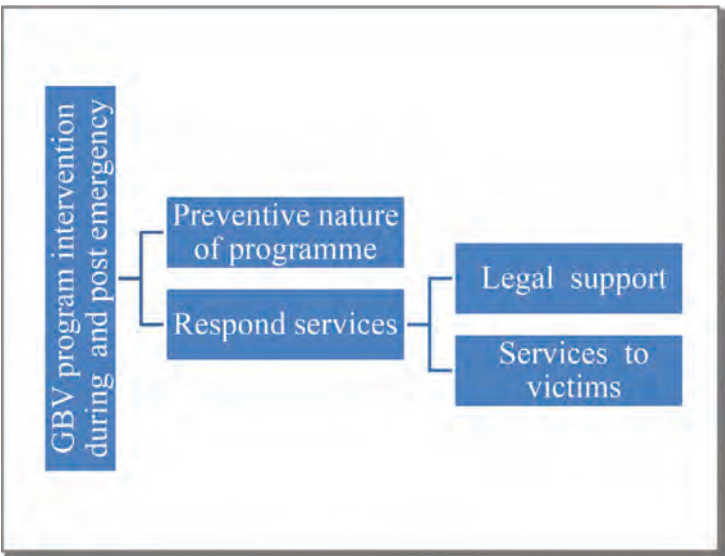 GBV program intervention
during and post emergency
Preventive nature
of programme
Respond services
Legal support
Services to
victims